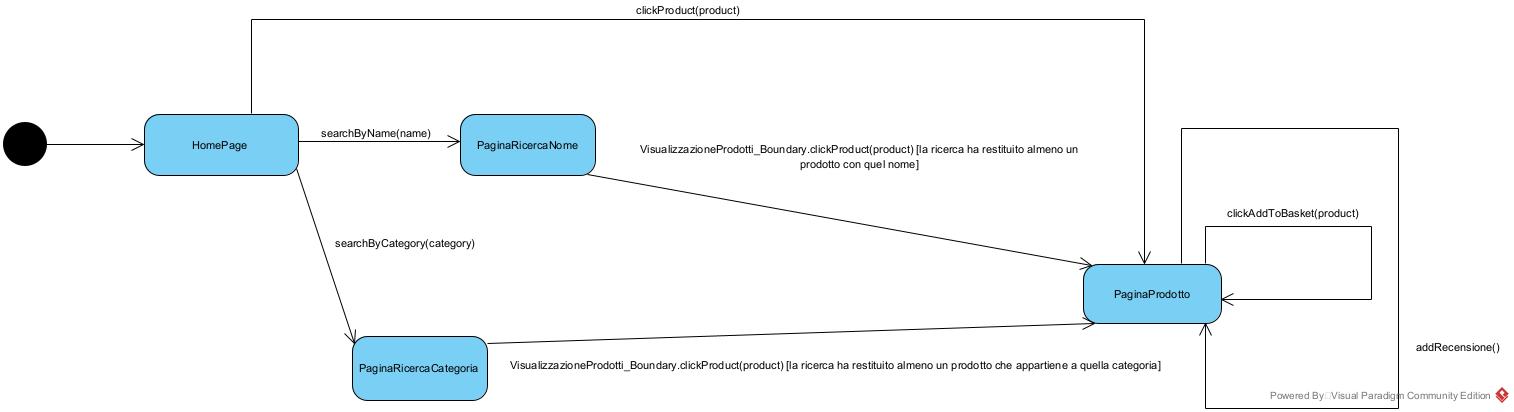 clickProduct(product)
HomePage
searchByName(name)
PaginaRicercaNome
VisualizzazioneProdotti_Boundary.clickProduct(product) [la ricerca ha restituito almeno un
prodotto con quel nome]
clickAddToBasket(product)
searchByCategory(category)
PaginaProdotto
addRecensione()
PaginaRicercaCategoria
VisualizzazioneProdotti_Boundary.clickProduct(product) [la ricerca ha restituito almeno un prodotto che appartiene a quella categoria]
Powered By Visual Paradigm Community Edition